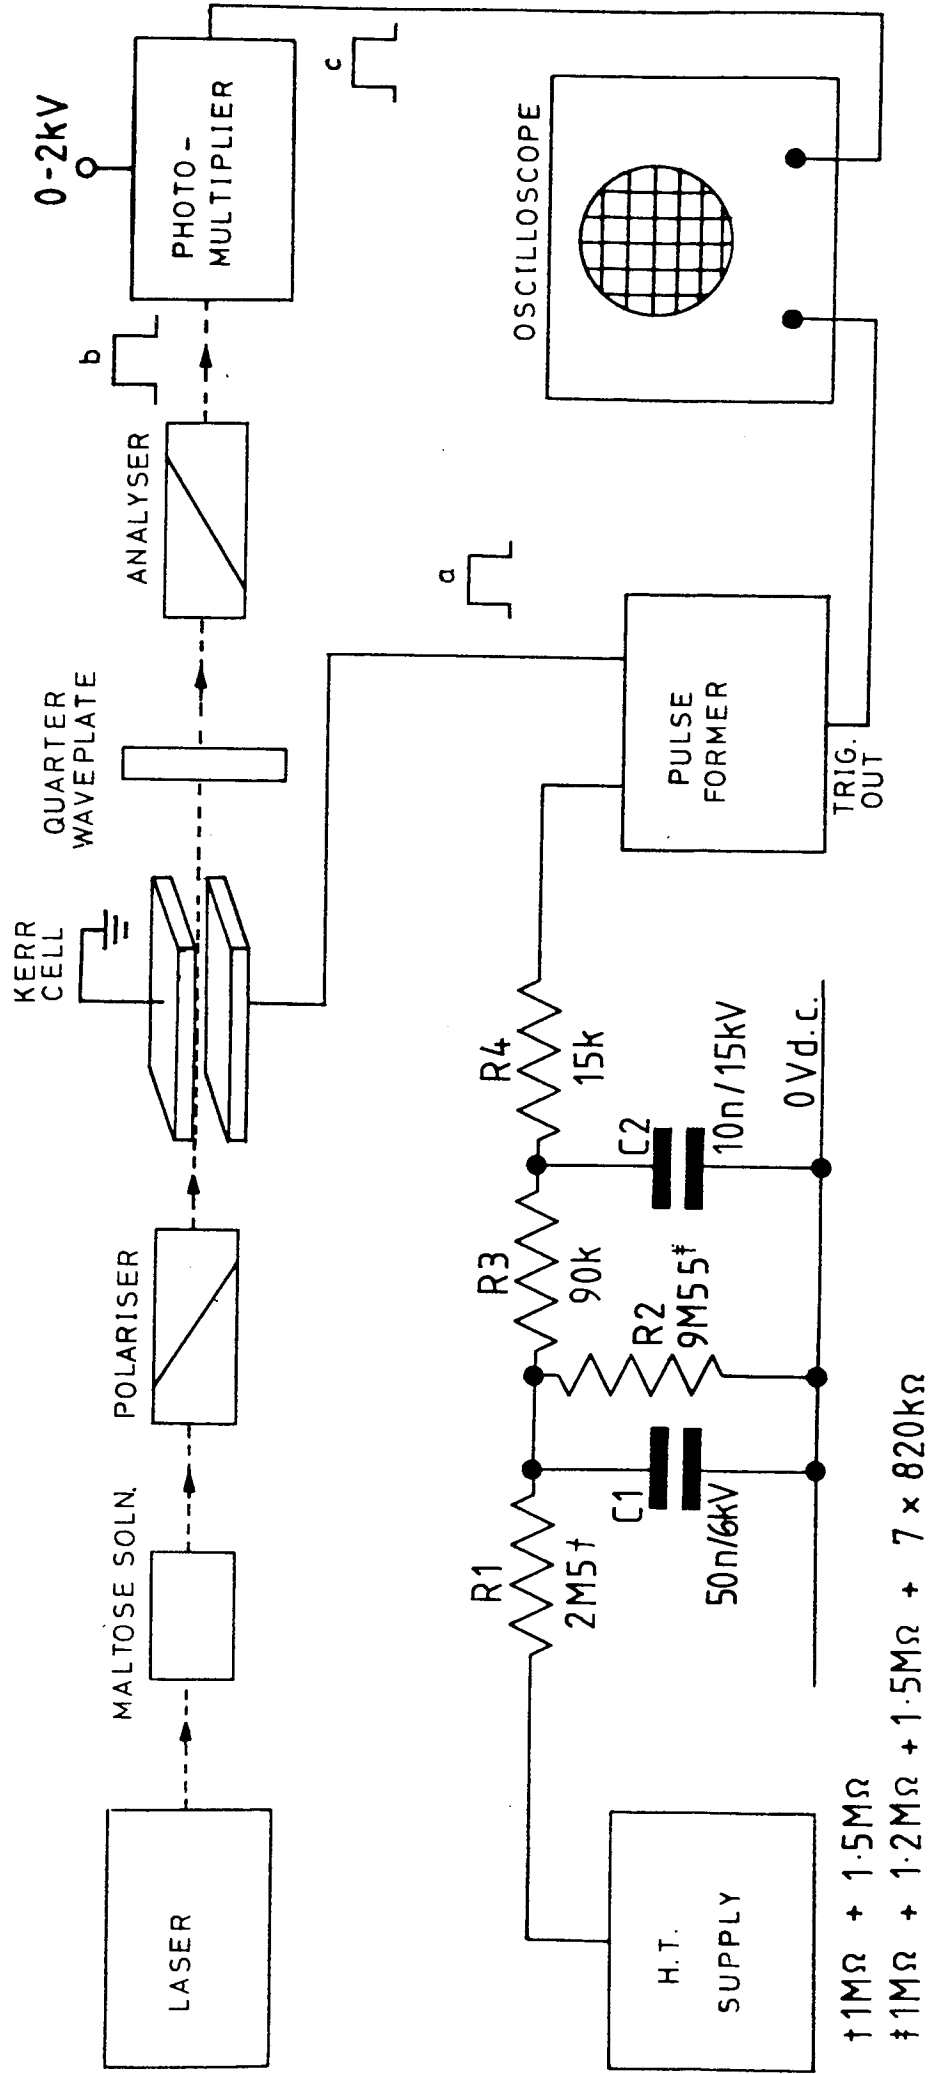 LASER
MALTOSE SOLN.
POLARISER
KERR
CELL
QUARTER
WAVEPLATE
ANALYSER
b
0-2kV
PHOTO-
MULTIPLIER
c
H.T.
SUPPLY
R1
2M5†
C1
50n/6kV
R2
9M55‡
R3
90k
C2
10n/15kV
R4
15k
0Vd.c.
PULSE
FORMER
TRIG.
OUT
a
OSCILLOSCOPE
†1MΩ + 1·5MΩ
‡1MΩ + 1·2MΩ + 1·5MΩ + 7 × 820kΩ